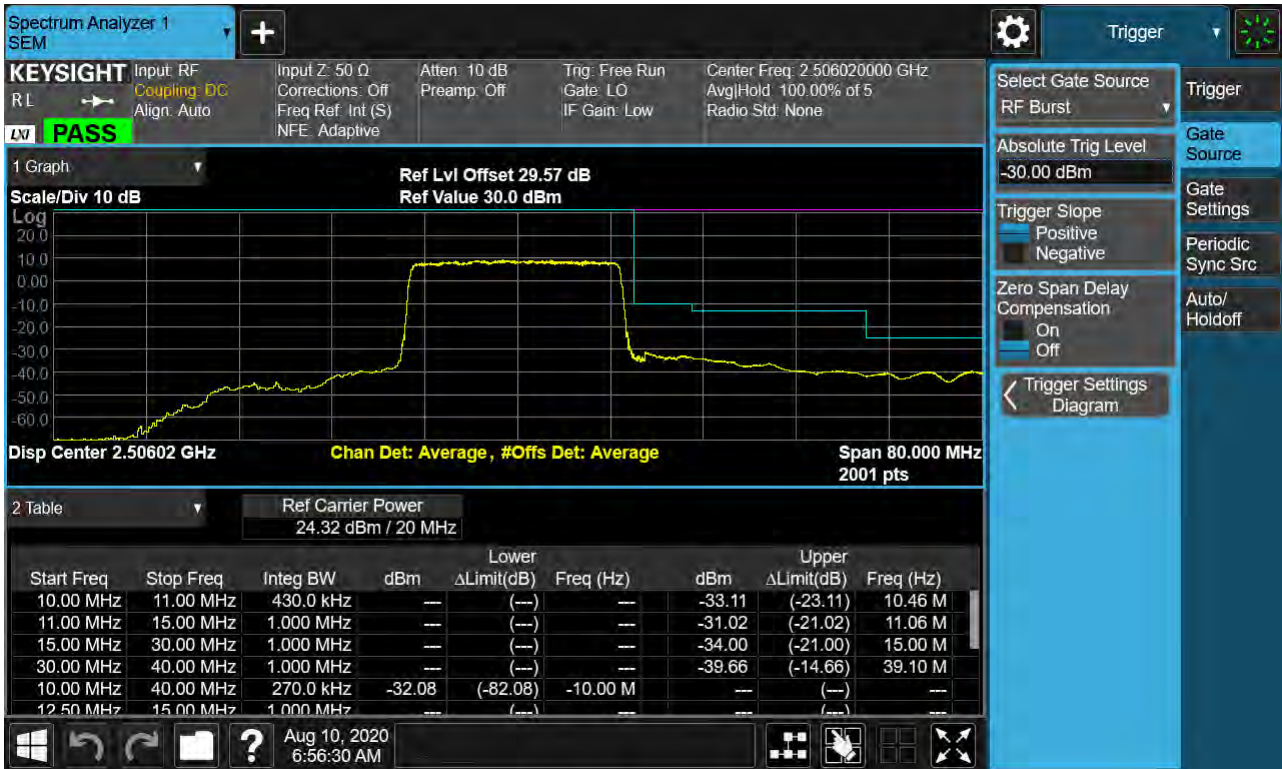 Spectrum Analyzer 1
SEM
+
Trigger
KEYSIGHT
R L
LXI
PASS
Input: RF
Coupling: DC
Align: Auto
Input Z: 50 Ω
Corrections: Off
Freq Ref: Int (S)
NFE: Adaptive
Atten: 10 dB
Preamp: Off
Trig: Free Run
Gate: LO
IF Gain: Low
Center Freq: 2.506020000 GHz
Avg|Hold: 100.00% of 5
Radio Std: None
1 Graph
Scale/Div 10 dB
Ref Lvl Offset 29.57 dB
Ref Value 30.0 dBm
Log
20.0
10.0
0.00
-10.0
-20.0
-30.0
-40.0
-50.0
-60.0
Disp Center 2.50602 GHz
Chan Det: Average, #Offs Det: Average
Span 80.000 MHz
2001 pts
2 Table
Ref Carrier Power
24.32 dBm / 20 MHz
Lower Upper
Start Freq Stop Freq Integ BW dBm ΔLimit(dB) Freq (Hz) dBm ΔLimit(dB) Freq (Hz)
10.00 MHz 11.00 MHz 430.0 kHz --- (---) --- -33.11 (-23.11) 10.46 M
11.00 MHz 15.00 MHz 1.000 MHz --- (---) --- -31.02 (-21.02) 11.06 M
15.00 MHz 30.00 MHz 1.000 MHz --- (---) --- -34.00 (-21.00) 15.00 M
30.00 MHz 40.00 MHz 1.000 MHz --- (---) --- -39.66 (-14.66) 39.10 M
10.00 MHz 40.00 MHz 270.0 kHz -32.08 (-82.08) -10.00 M --- (---) ---
12.50 MHz 15.00 MHz 1.000 MHz --- (---) --- --- (---) ---
?
Aug 10, 2020
6:56:30 AM
Select Gate Source
RF Burst
Absolute Trig Level
-30.00 dBm
Trigger Slope
Positive
Negative
Zero Span Delay
Compensation
On
Off
Trigger Settings
Diagram
Trigger
Gate
Source
Gate
Settings
Periodic
Sync Src
Auto/
Holdoff